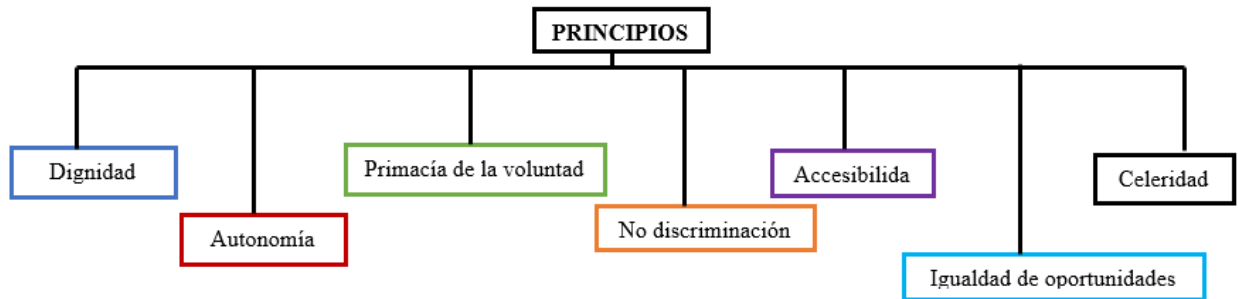 PRINCIPIOS
Dignidad
Autonomía
Primacía de la voluntad
No discriminación
Accesibilida
Igualdad de oportunidades
Celeridad